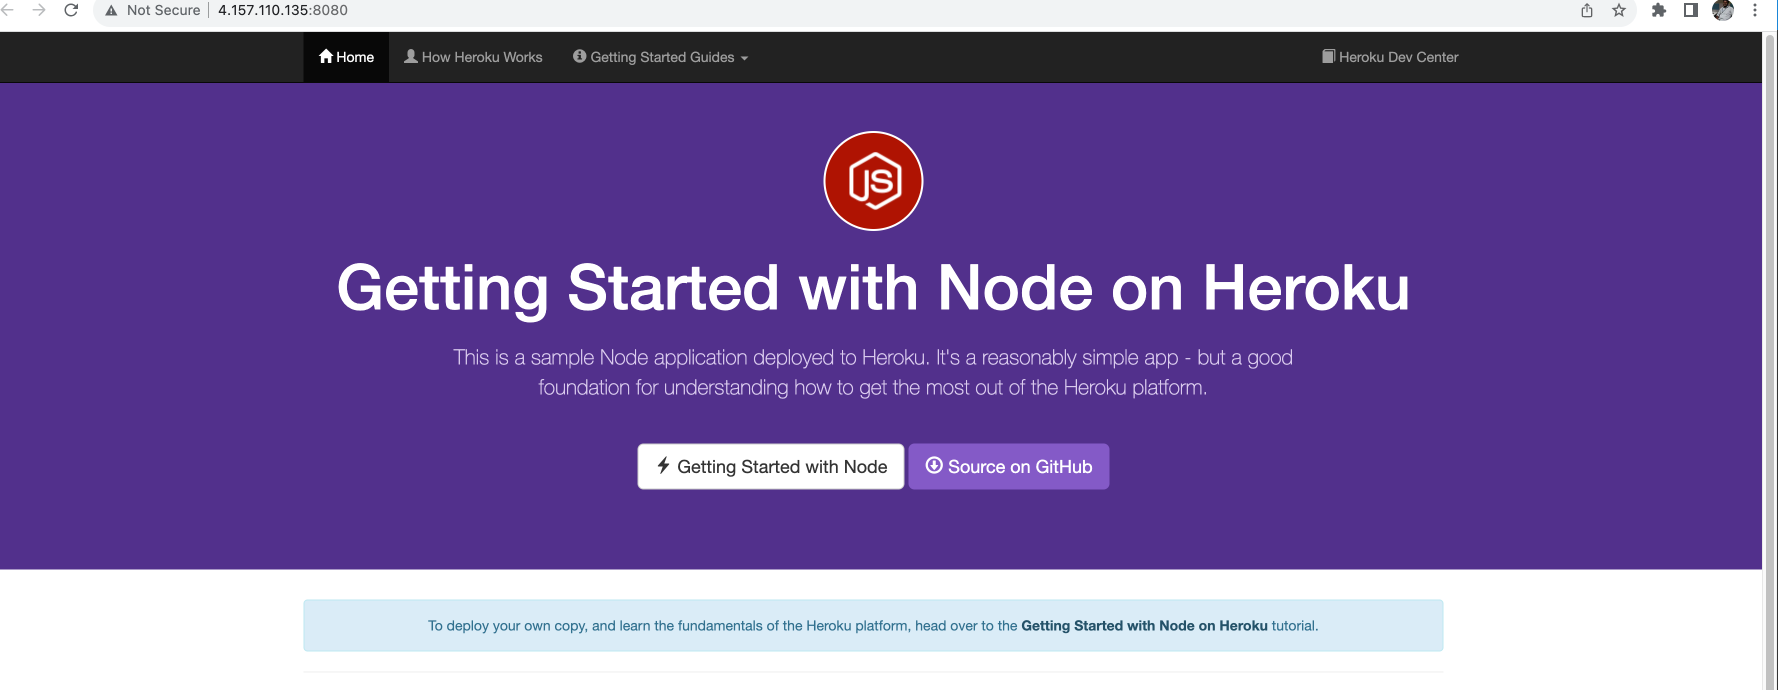 Not Secure 4.157.110.135:8080
Home How Heroku Works Getting Started Guides Heroku Dev Center
JS
Getting Started with Node on Heroku
This is a sample Node application deployed to Heroku. It's a reasonably simple app - but a good
foundation for understanding how to get the most out of the Heroku platform.
Getting Started with Node Source on GitHub
To deploy your own copy, and learn the fundamentals of the Heroku platform, head over to the Getting Started with Node on Heroku tutorial.